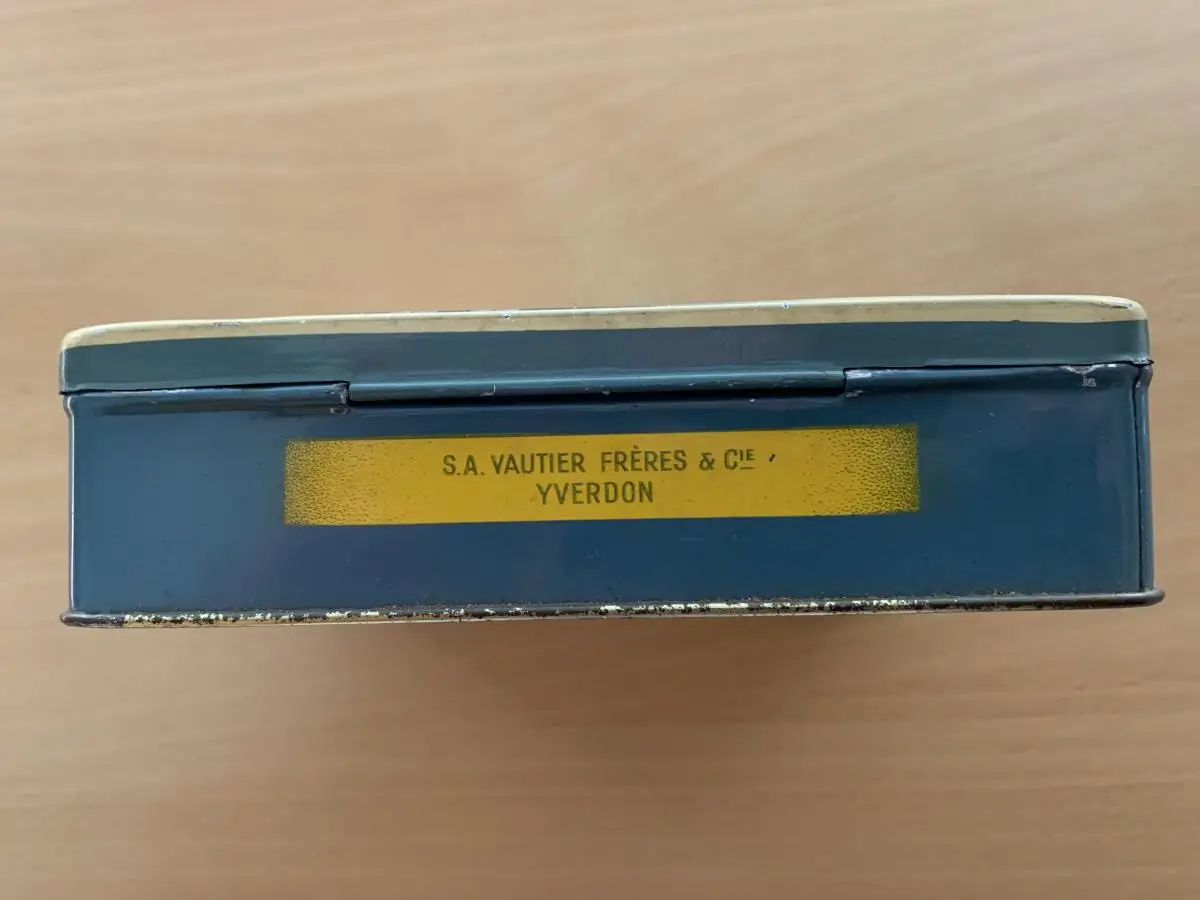 S.A. VAUTIER FRÈRES & CIE
YVERDON